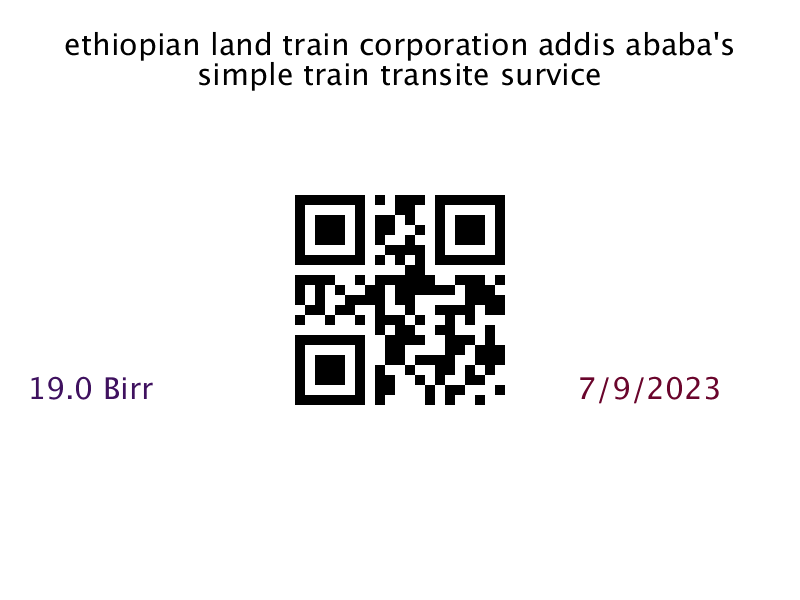 ethiopian land train corporation addis ababa's
simple train transite survice
19.0 Birr
7/9/2023